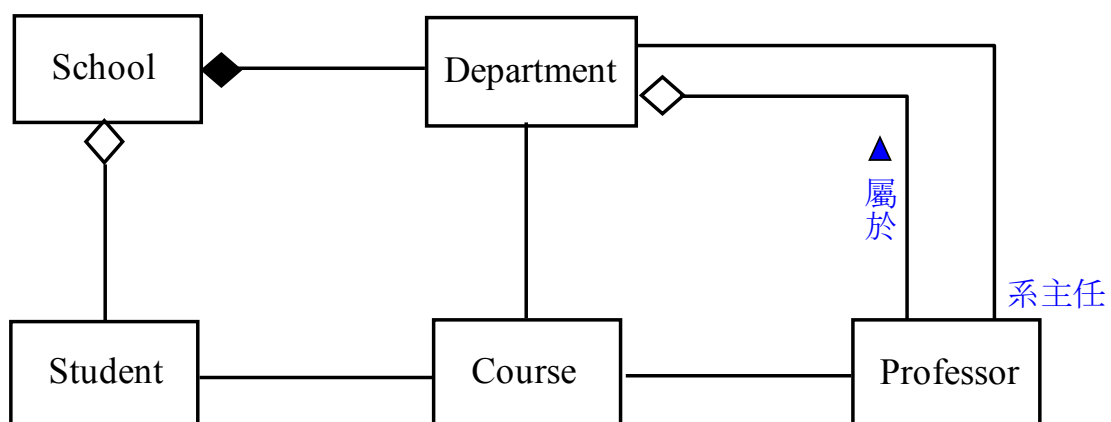 School
Department
屬於
系主任
Student
Course
Professor